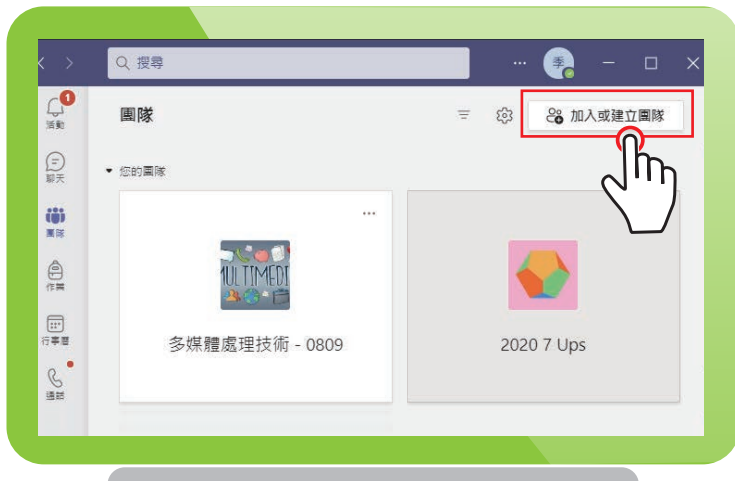 搜尋
季
1
活動
團隊
加入或建立團隊
聊天
您的團隊
團隊
MULTIMEDI
作業
多媒體處理技術 - 0809
2020 7 Ups
行事曆
通話